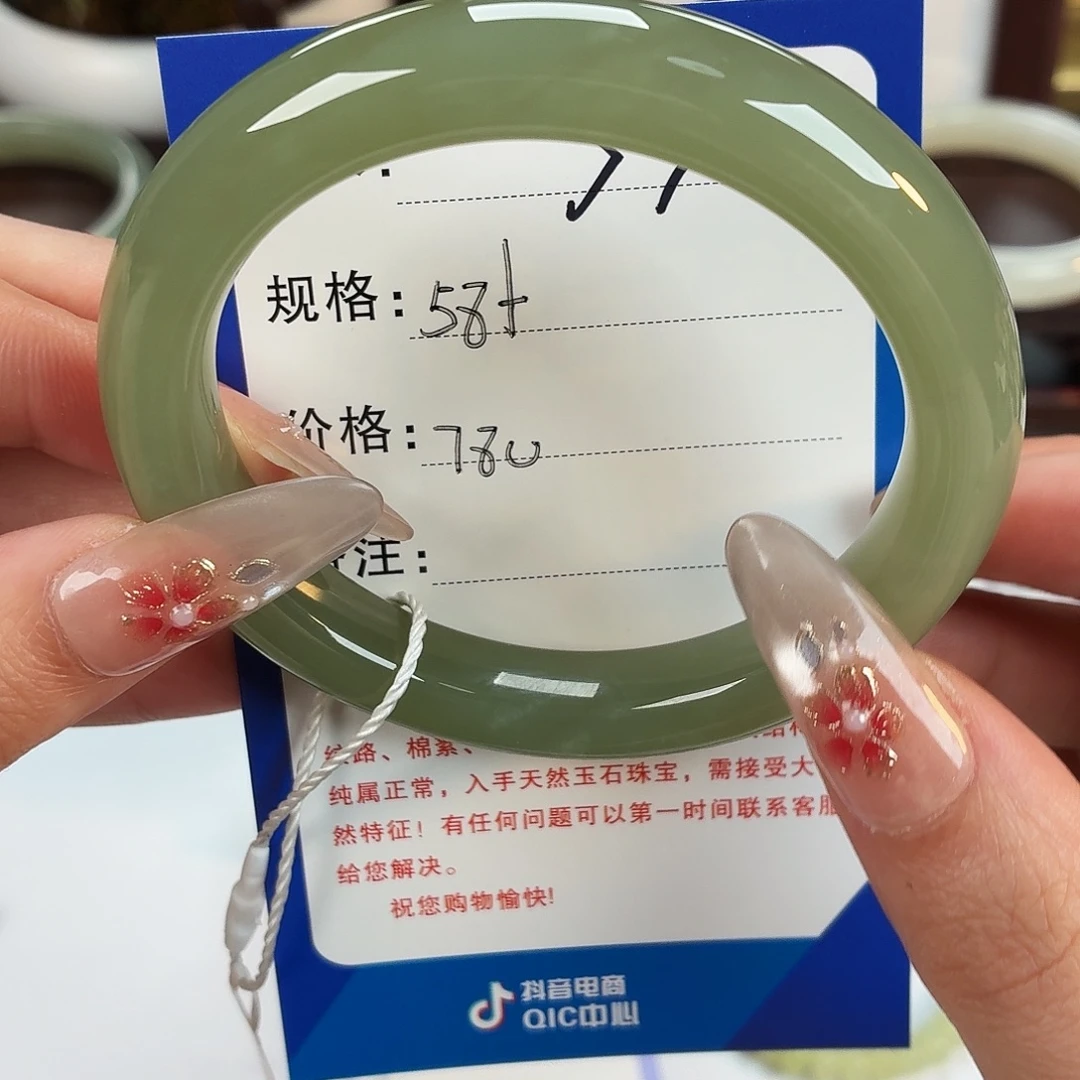 规格：58+
价格：780
备注：
纹路、棉絮、
纯属正常，入手天然玉石珠宝，需接受大
然特征！有任何问题可以第一时间联系客服
给您解决。
祝您购物愉快！
抖音电商
QIC中心